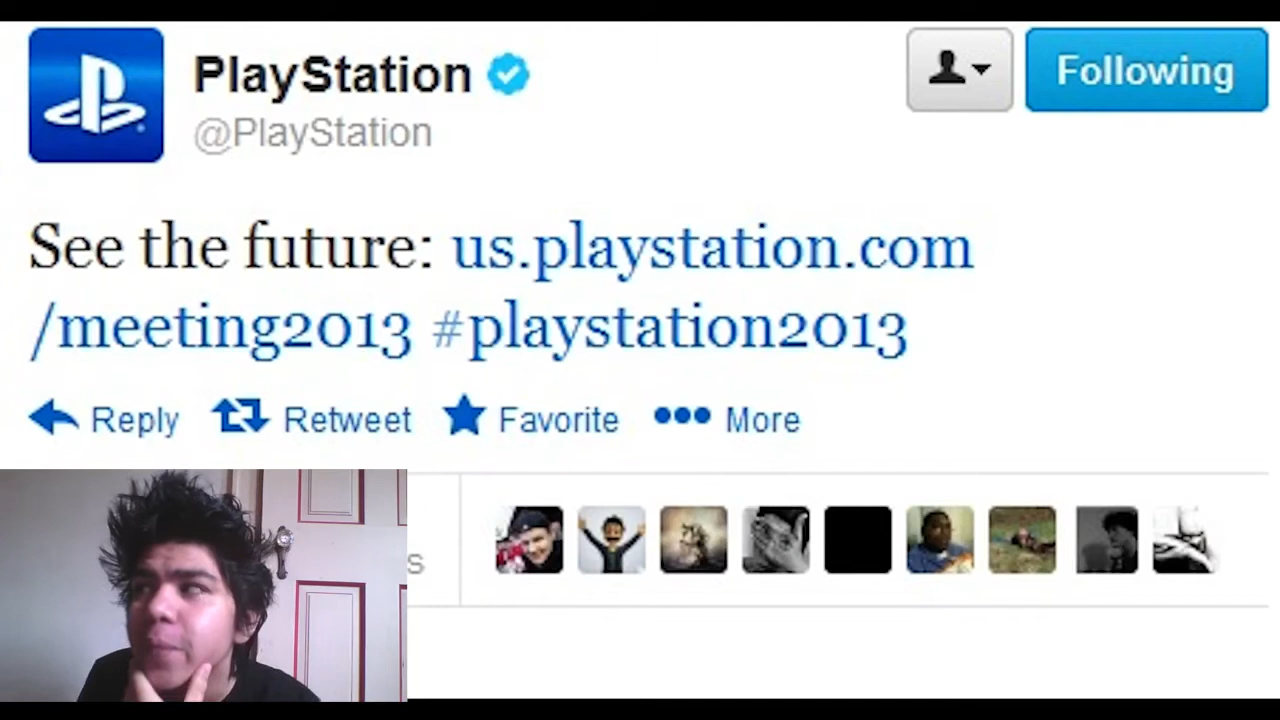 PlayStation
@PlayStation
Following
See the future: us.playstation.com
/meeting2013 #playstation2013
Reply Retweet Favorite More
s